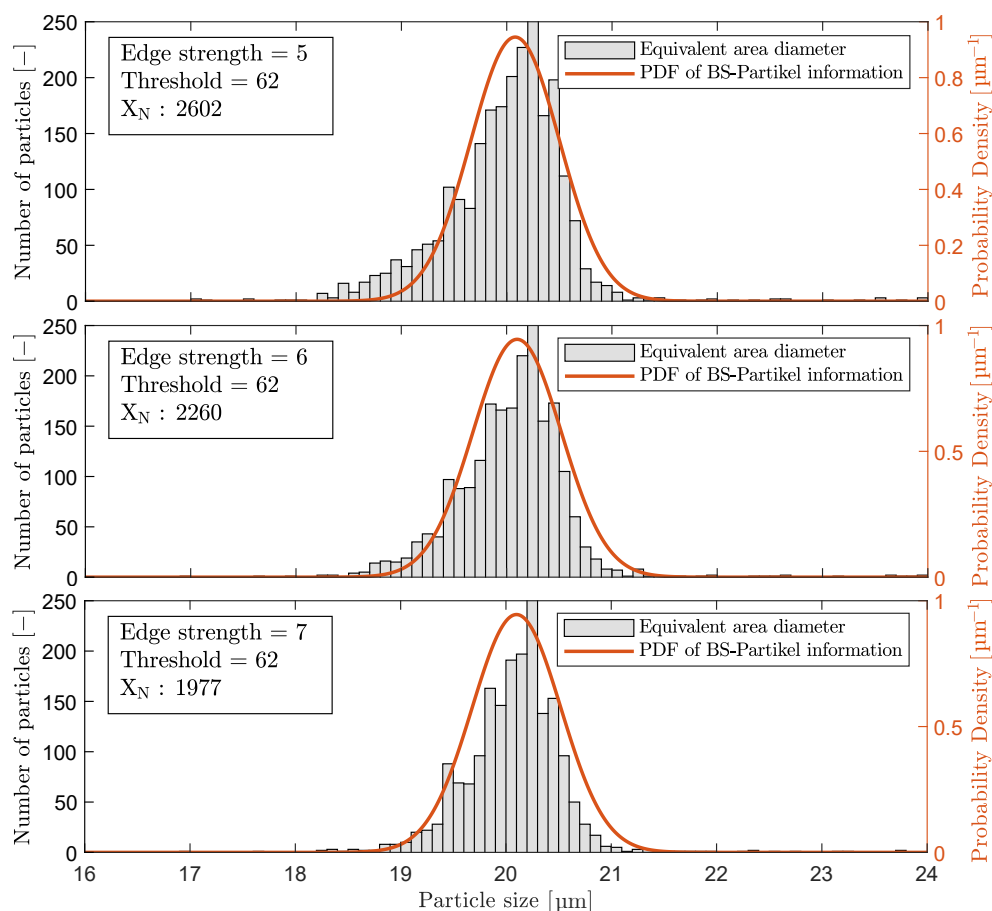 250
200
150
100
50
0
Number of particles [−]
Edge strength = 5
Threshold = 62
X_N : 2602
Equivalent area diameter
PDF of BS-Partikel information
1
0.8
0.6
0.4
0.2
0
Probability Density [µm⁻¹]
250
200
150
100
50
0
Number of particles [−]
Edge strength = 6
Threshold = 62
X_N : 2260
Equivalent area diameter
PDF of BS-Partikel information
1
0.5
0
Probability Density [µm⁻¹]
250
200
150
100
50
0
Number of particles [−]
Edge strength = 7
Threshold = 62
X_N : 1977
Equivalent area diameter
PDF of BS-Partikel information
1
0.5
0
Probability Density [µm⁻¹]
16 17 18 19 20 21 22 23 24
Particle size [µm]